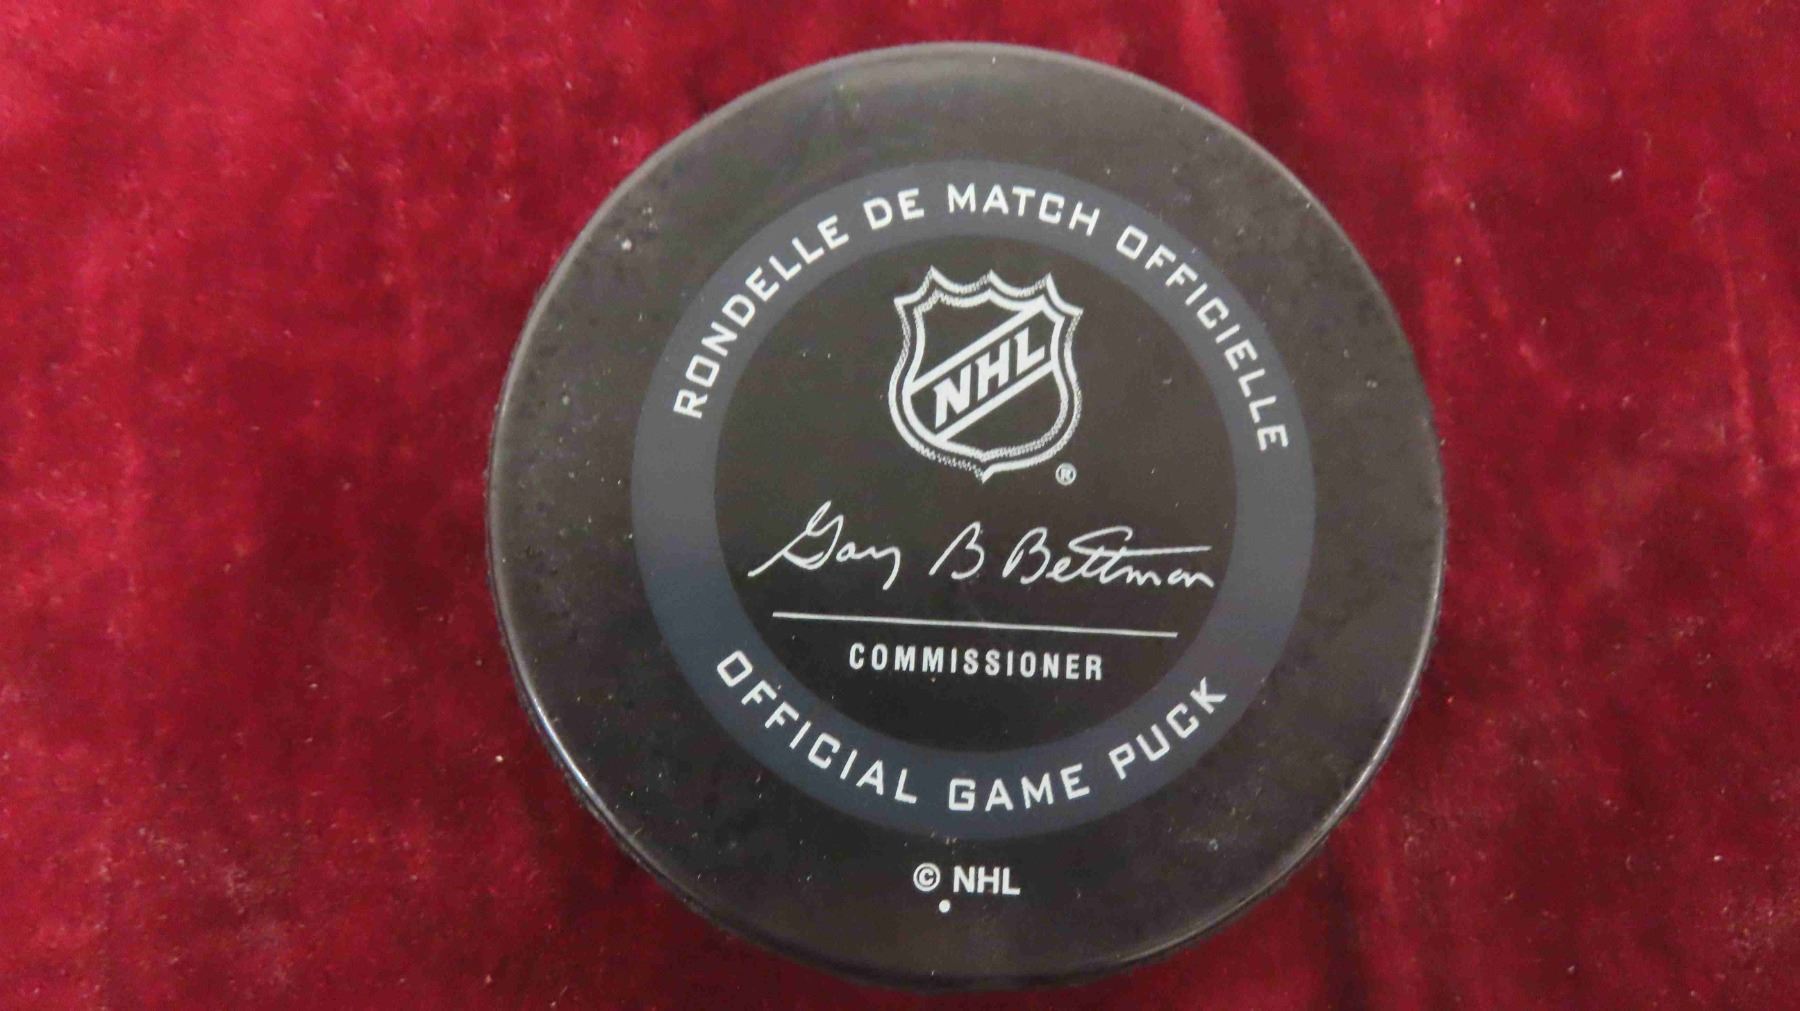 RONDELLE DE MATCH OFFICIELLE
NHL
®
Gary B Bettman
COMMISSIONER
OFFICIAL GAME PUCK
© NHL